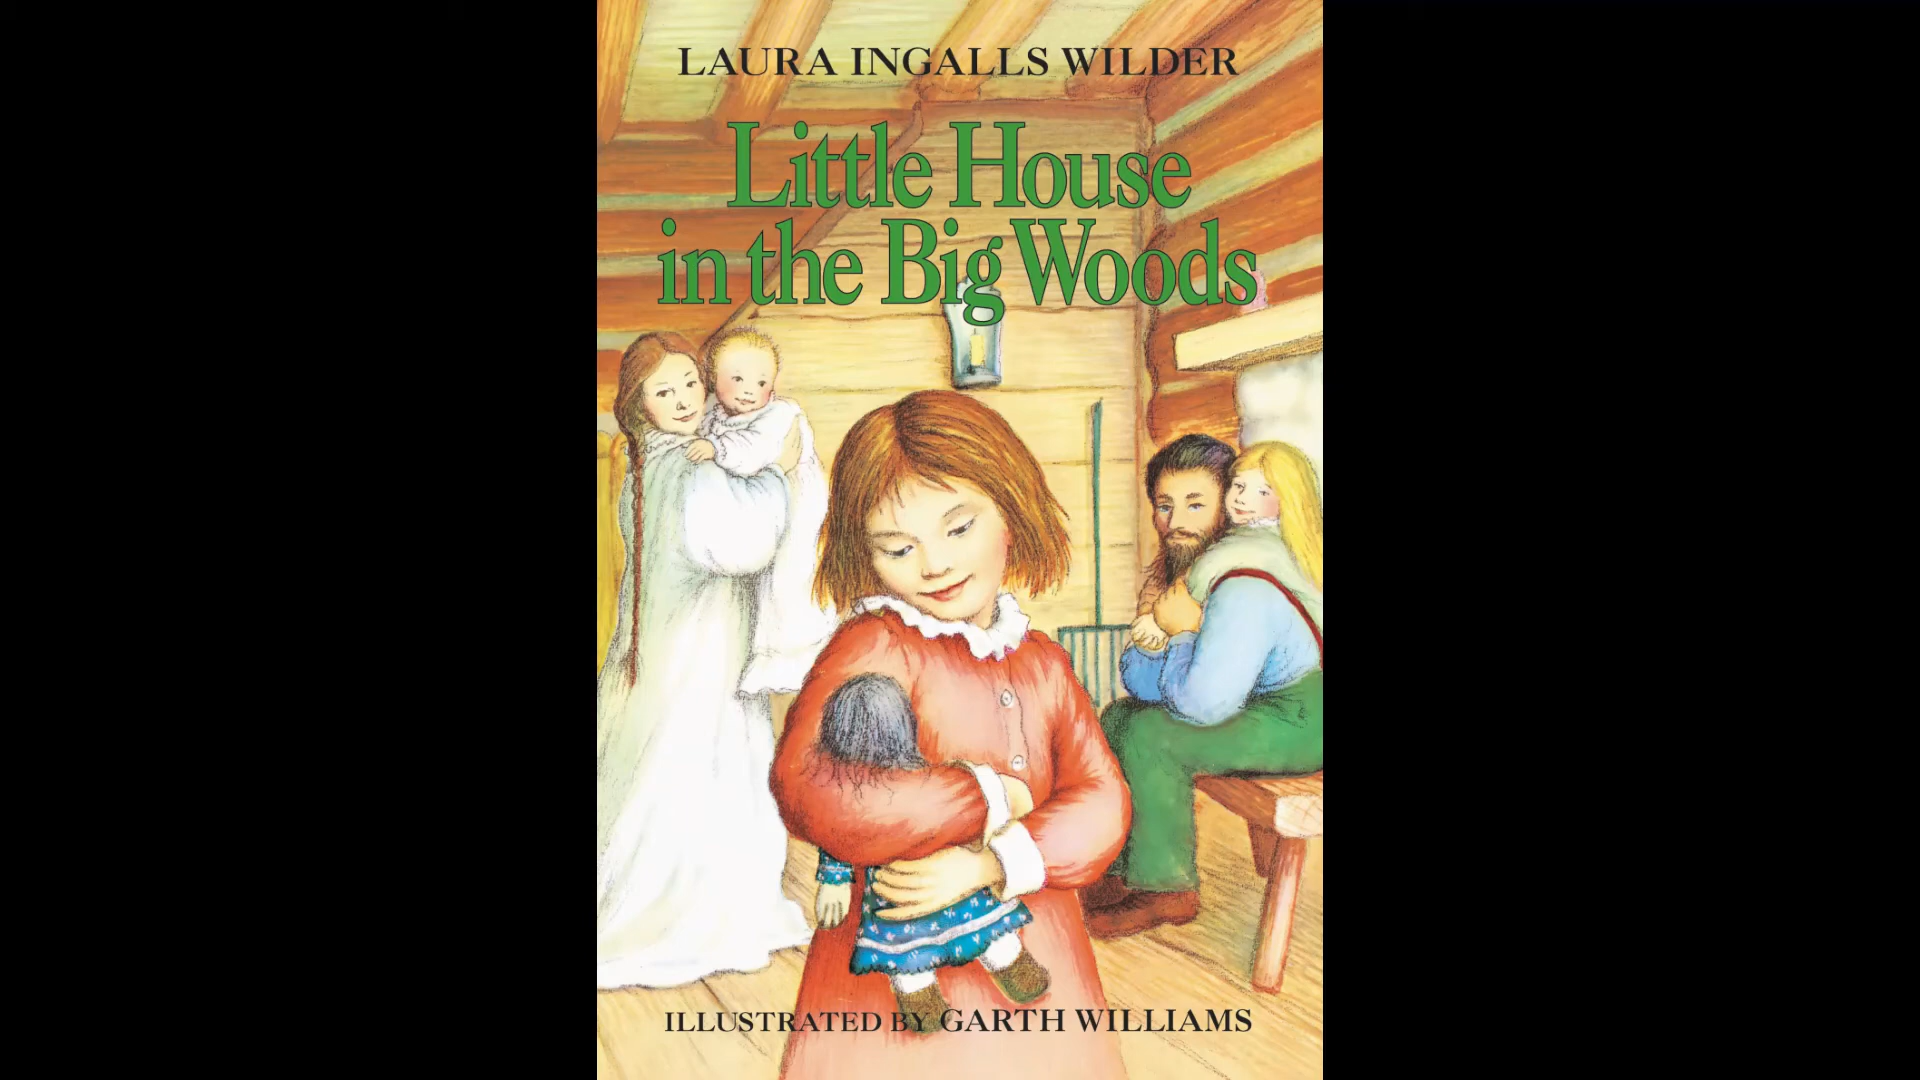 LAURA INGALLS WILDER
Little House
in the Big Woods
ILLUSTRATED BY GARTH WILLIAMS